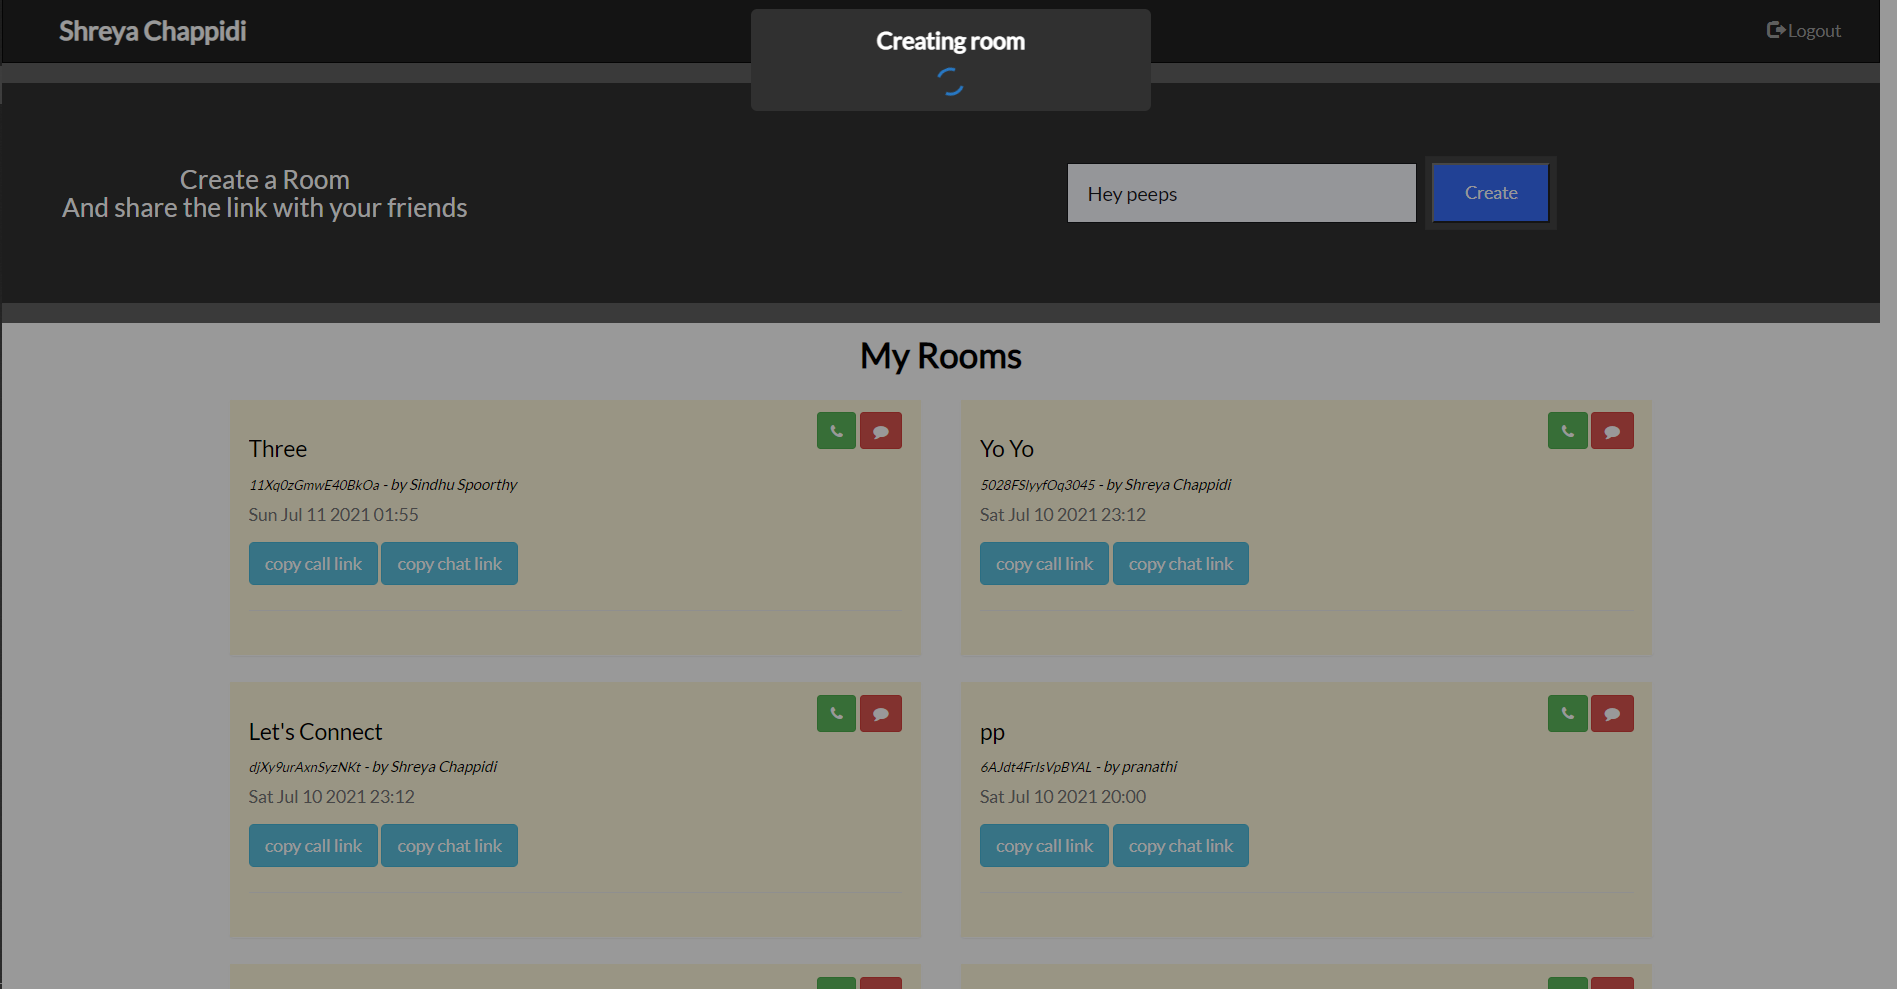 Shreya Chappidi
Creating room
Logout
Create a Room
And share the link with your friends
Hey peeps
Create
My Rooms
Three
11Xq0zGmwE40BkOa - by Sindhu Spoorthy
Sun Jul 11 2021 01:55
copy call link
copy chat link
Yo Yo
5028FSlyyfOq3045 - by Shreya Chappidi
Sat Jul 10 2021 23:12
copy call link
copy chat link
Let's Connect
djXy9urAxnSyzNKt - by Shreya Chappidi
Sat Jul 10 2021 23:12
copy call link
copy chat link
pp
6AJdt4FrIsVpBYAL - by pranathi
Sat Jul 10 2021 20:00
copy call link
copy chat link